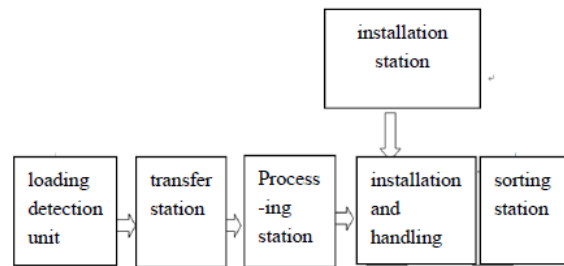 installation
station
loading
detection
unit
transfer
station
Process
-ing
station
installation
and
handling
sorting
station